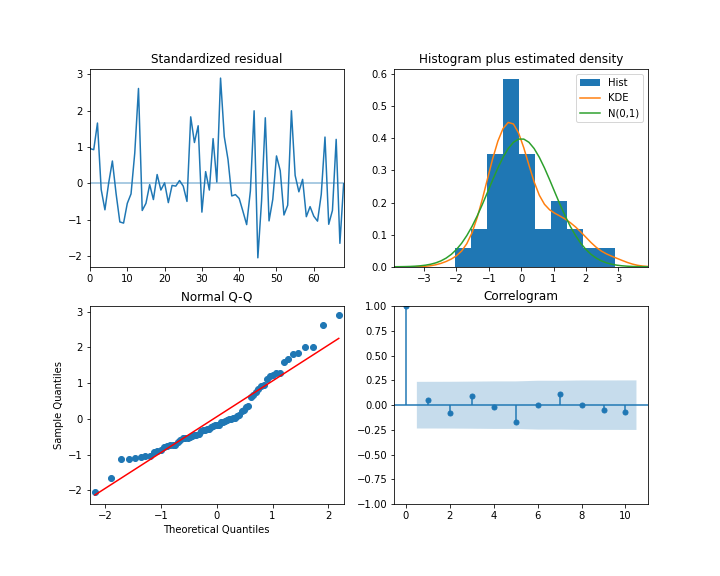 Standardized residual
3
2
1
0
−1
−2
0 10 20 30 40 50 60
Histogram plus estimated density
0.6
0.5
0.4
0.3
0.2
0.1
0.0
−3 −2 −1 0 1 2 3
Hist
KDE
N(0,1)
Normal Q-Q
Sample Quantiles
3
2
1
0
−1
−2
−2 −1 0 1 2
Theoretical Quantiles
Correlogram
1.00
0.75
0.50
0.25
0.00
−0.25
−0.50
−0.75
−1.00
0 2 4 6 8 10